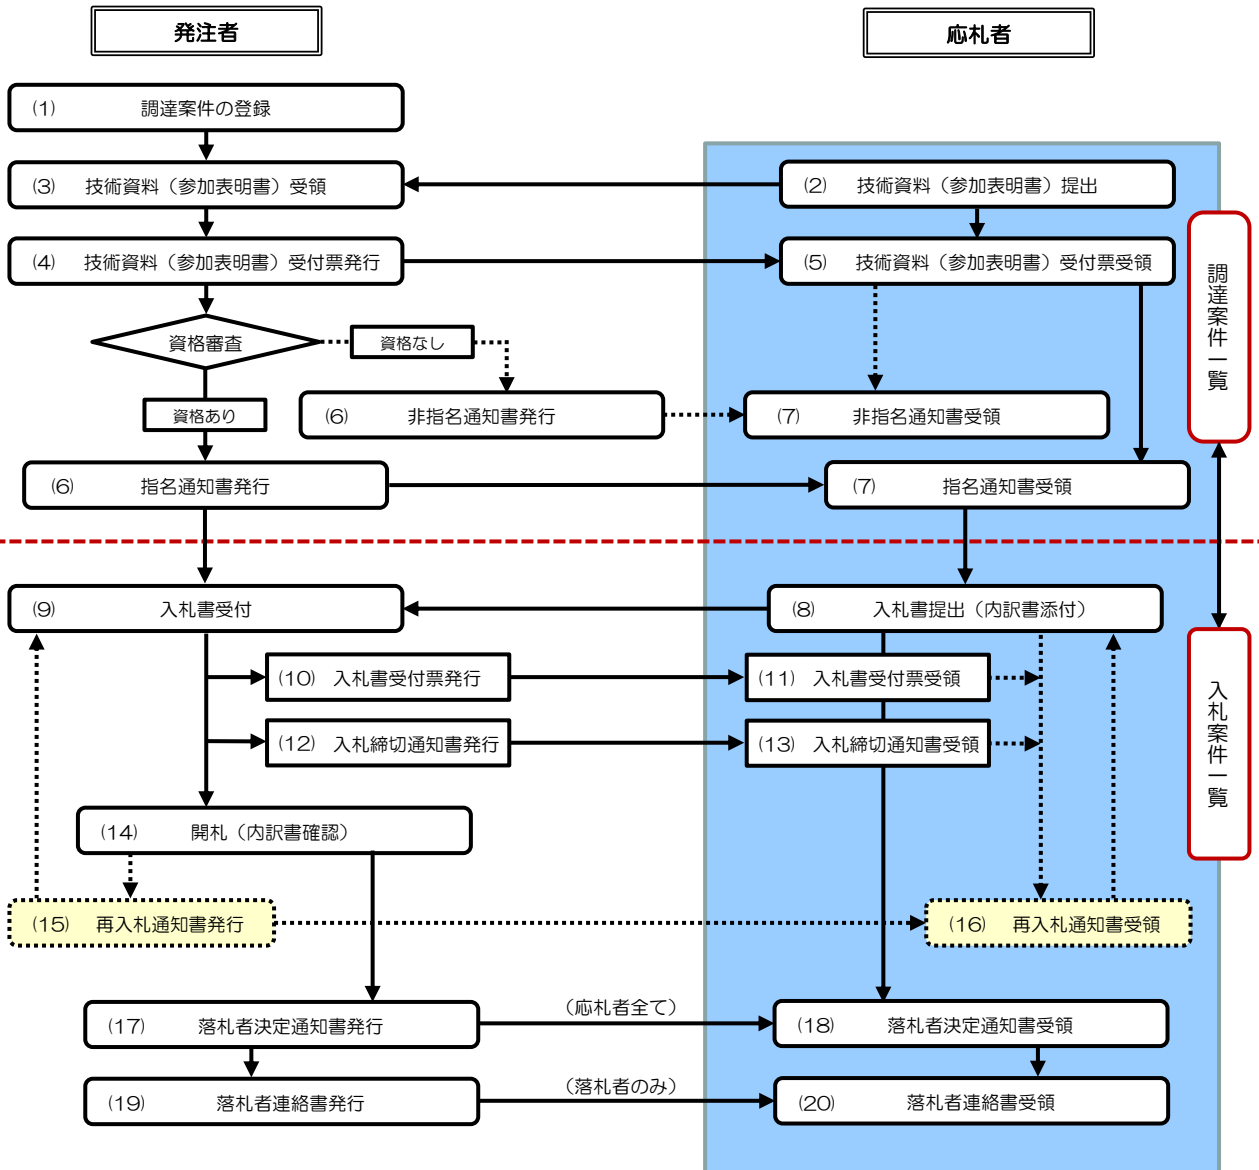 発注者
応札者
(1) 調達案件の登録
(3) 技術資料（参加表明書）受領
(2) 技術資料（参加表明書）提出
(4) 技術資料（参加表明書）受付票発行
(5) 技術資料（参加表明書）受付票受領
調達案件一覧
資格審査
資格なし
資格あり
(6) 非指名通知書発行
(7) 非指名通知書受領
(6) 指名通知書発行
(7) 指名通知書受領
(9) 入札書受付
(8) 入札書提出（内訳書添付）
(10) 入札書受付票発行
(11) 入札書受付票受領
入札案件一覧
(12) 入札締切通知書発行
(13) 入札締切通知書受領
(14) 開札（内訳書確認）
(15) 再入札通知書発行
(16) 再入札通知書受領
(17) 落札者決定通知書発行
（応札者全て）
(18) 落札者決定通知書受領
(19) 落札者連絡書発行
（落札者のみ）
(20) 落札者連絡書受領